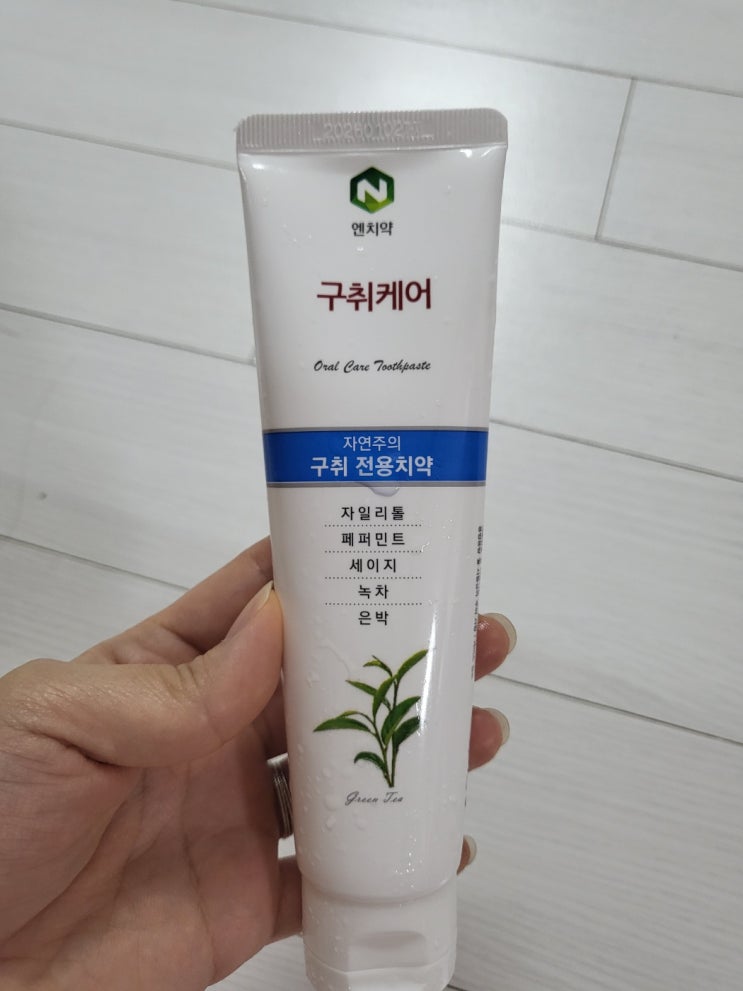 N
엔치약
구취케어
Oral Care Toothpaste
자연주의
구취 전용치약
자일리톨
페퍼민트
세이지
녹차
은박
Green Tea